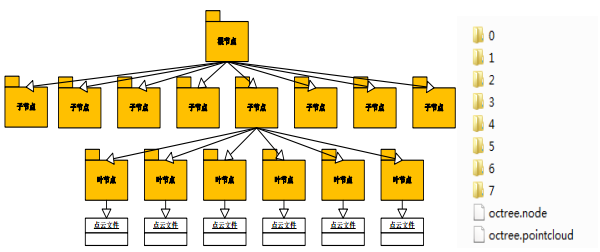 根节点
子节点 子节点 子节点 子节点 子节点 子节点 子节点 子节点
叶节点 叶节点 叶节点 叶节点 叶节点 叶节点
点云文件 点云文件 点云文件 点云文件 点云文件 点云文件
0
1
2
3
4
5
6
7
octree.node
octree.pointcloud